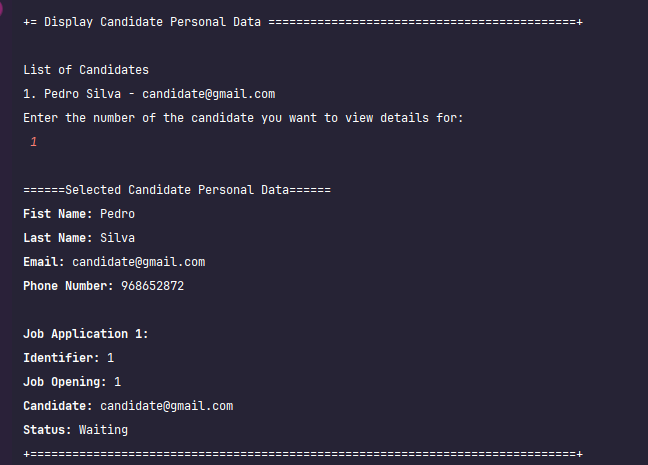 += Display Candidate Personal Data ============================================+
List of Candidates
1. Pedro Silva - candidate@gmail.com
Enter the number of the candidate you want to view details for:
1
======Selected Candidate Personal Data======
Fist Name: Pedro
Last Name: Silva
Email: candidate@gmail.com
Phone Number: 968652872
Job Application 1:
Identifier: 1
Job Opening: 1
Candidate: candidate@gmail.com
Status: Waiting
+==============================================================================+